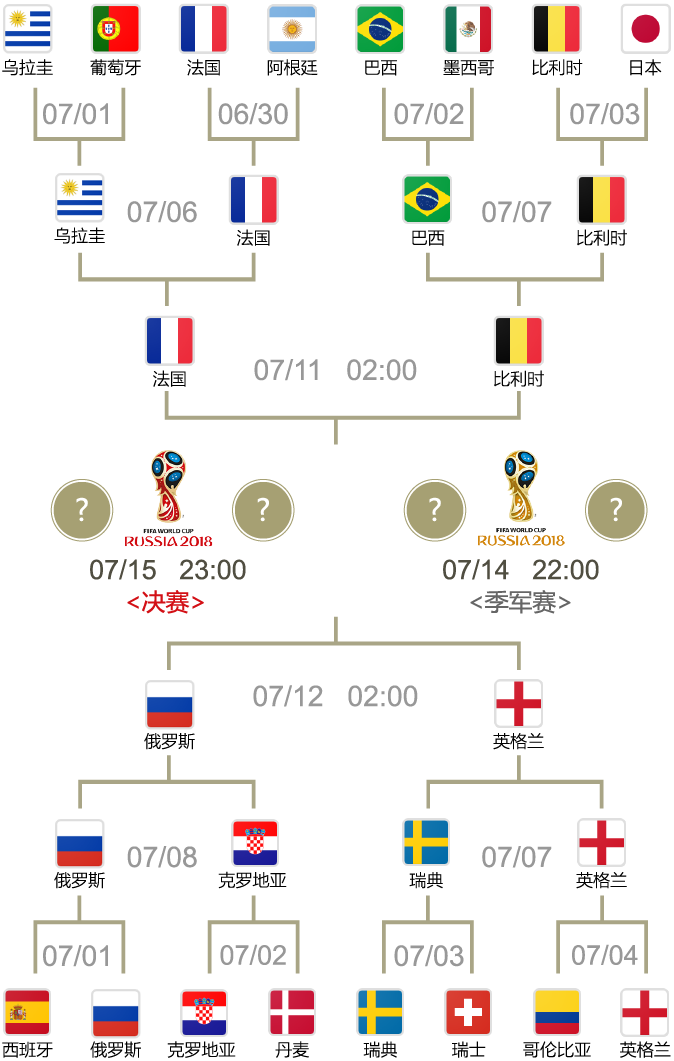 乌拉圭 葡萄牙 法国 阿根廷 巴西 墨西哥 比利时 日本
07/01 06/30 07/02 07/03
乌拉圭 07/06 法国 巴西 07/07 比利时
法国 07/11 02:00 比利时
? ? ? ?
FIFA WORLD CUP FIFA WORLD CUP
RUSSIA 2018 RUSSIA 2018
07/15 23:00 07/14 22:00
<决赛> <季军赛>
俄罗斯 07/12 02:00 英格兰
俄罗斯 07/08 克罗地亚 瑞典 07/07 英格兰
07/01 07/02 07/03 07/04
西班牙 俄罗斯 克罗地亚 丹麦 瑞典 瑞士 哥伦比亚 英格兰